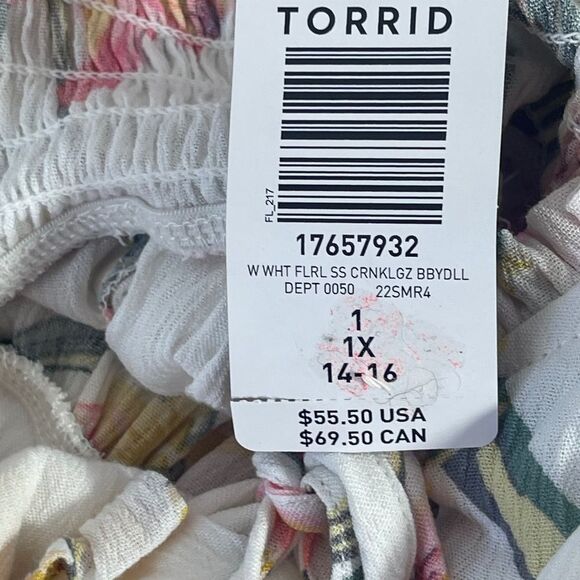 TORRID
FL_217
17657932
W WHT FLRL SS CRNKLGZ BBYDLL
DEPT 0050 22SMR4
1
1X
14-16
$55.50 USA
$69.50 CAN